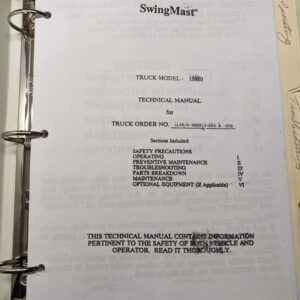 SwingMast
TRUCK MODEL - 15020
TECHNICAL MANUAL
for
TRUCK ORDER NO.
Sections included:
SAFETY PRECAUTIONS
OPERATING I
PREVENTIVE MAINTENANCE II
TROUBLESHOOTING III
PARTS BREAKDOWN IV
MAINTENANCE V
OPTIONAL EQUIPMENT (If Applicable) VI
THIS TECHNICAL MANUAL CONTAINS INFORMATION
PERTINENT TO THE SAFETY OF VEHICLE AND
OPERATOR. READ IT THOROUGHLY.